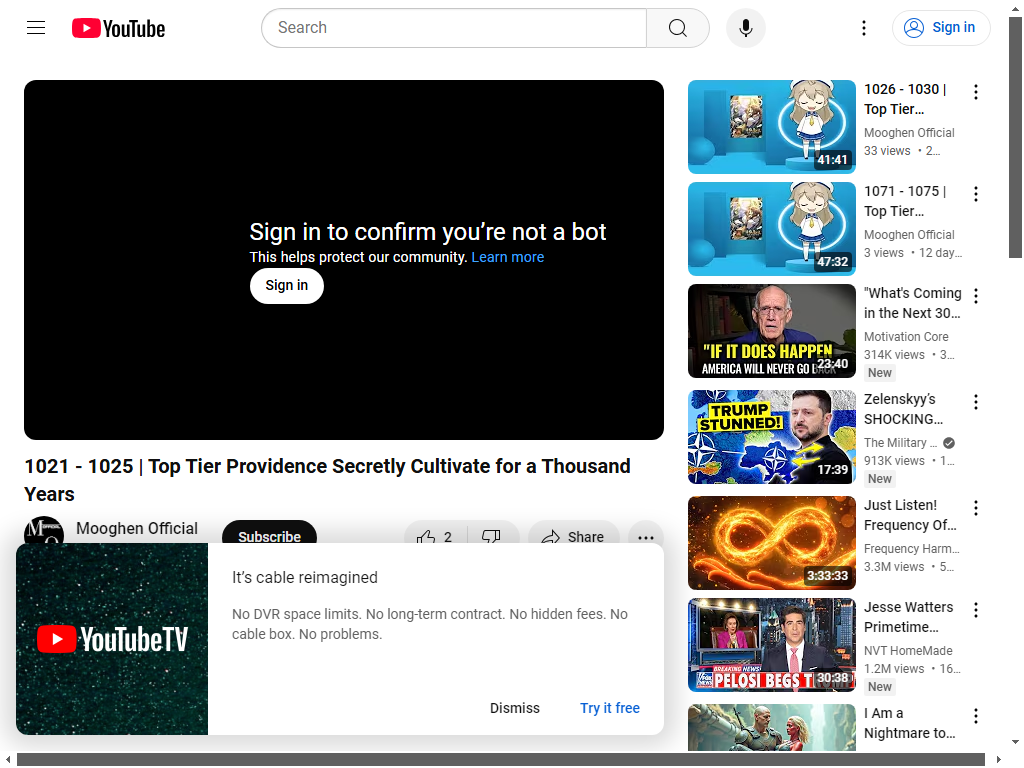 YouTube
Search
Sign in
Sign in to confirm you’re not a bot
This helps protect our community. Learn more
Sign in
1021 - 1025 | Top Tier Providence Secretly Cultivate for a Thousand
Years
Mooghen Official
Subscribe
2
Share
YouTubeTV
It’s cable reimagined
No DVR space limits. No long-term contract. No hidden fees. No
cable box. No problems.
Dismiss
Try it free
41:41
1026 - 1030 |
Top Tier…
Mooghen Official
33 views • 2…
47:32
1071 - 1075 |
Top Tier…
Mooghen Official
3 views • 12 day…
"IF IT DOES HAPPEN
AMERICA WILL NEVER GO
23:40
"What's Coming
in the Next 30…
Motivation Core
314K views • 3…
New
TRUMP
STUNNED!
17:39
Zelenskyy’s
SHOCKING…
The Military …
913K views • 1…
New
3:33:33
Just Listen!
Frequency Of…
Frequency Harm…
3.3M views • 5…
BREAKING NEWS
PELOSI BEGS
30:38
Jesse Watters
Primetime…
NVT HomeMade
1.2M views • 16…
New
I Am a
Nightmare to…